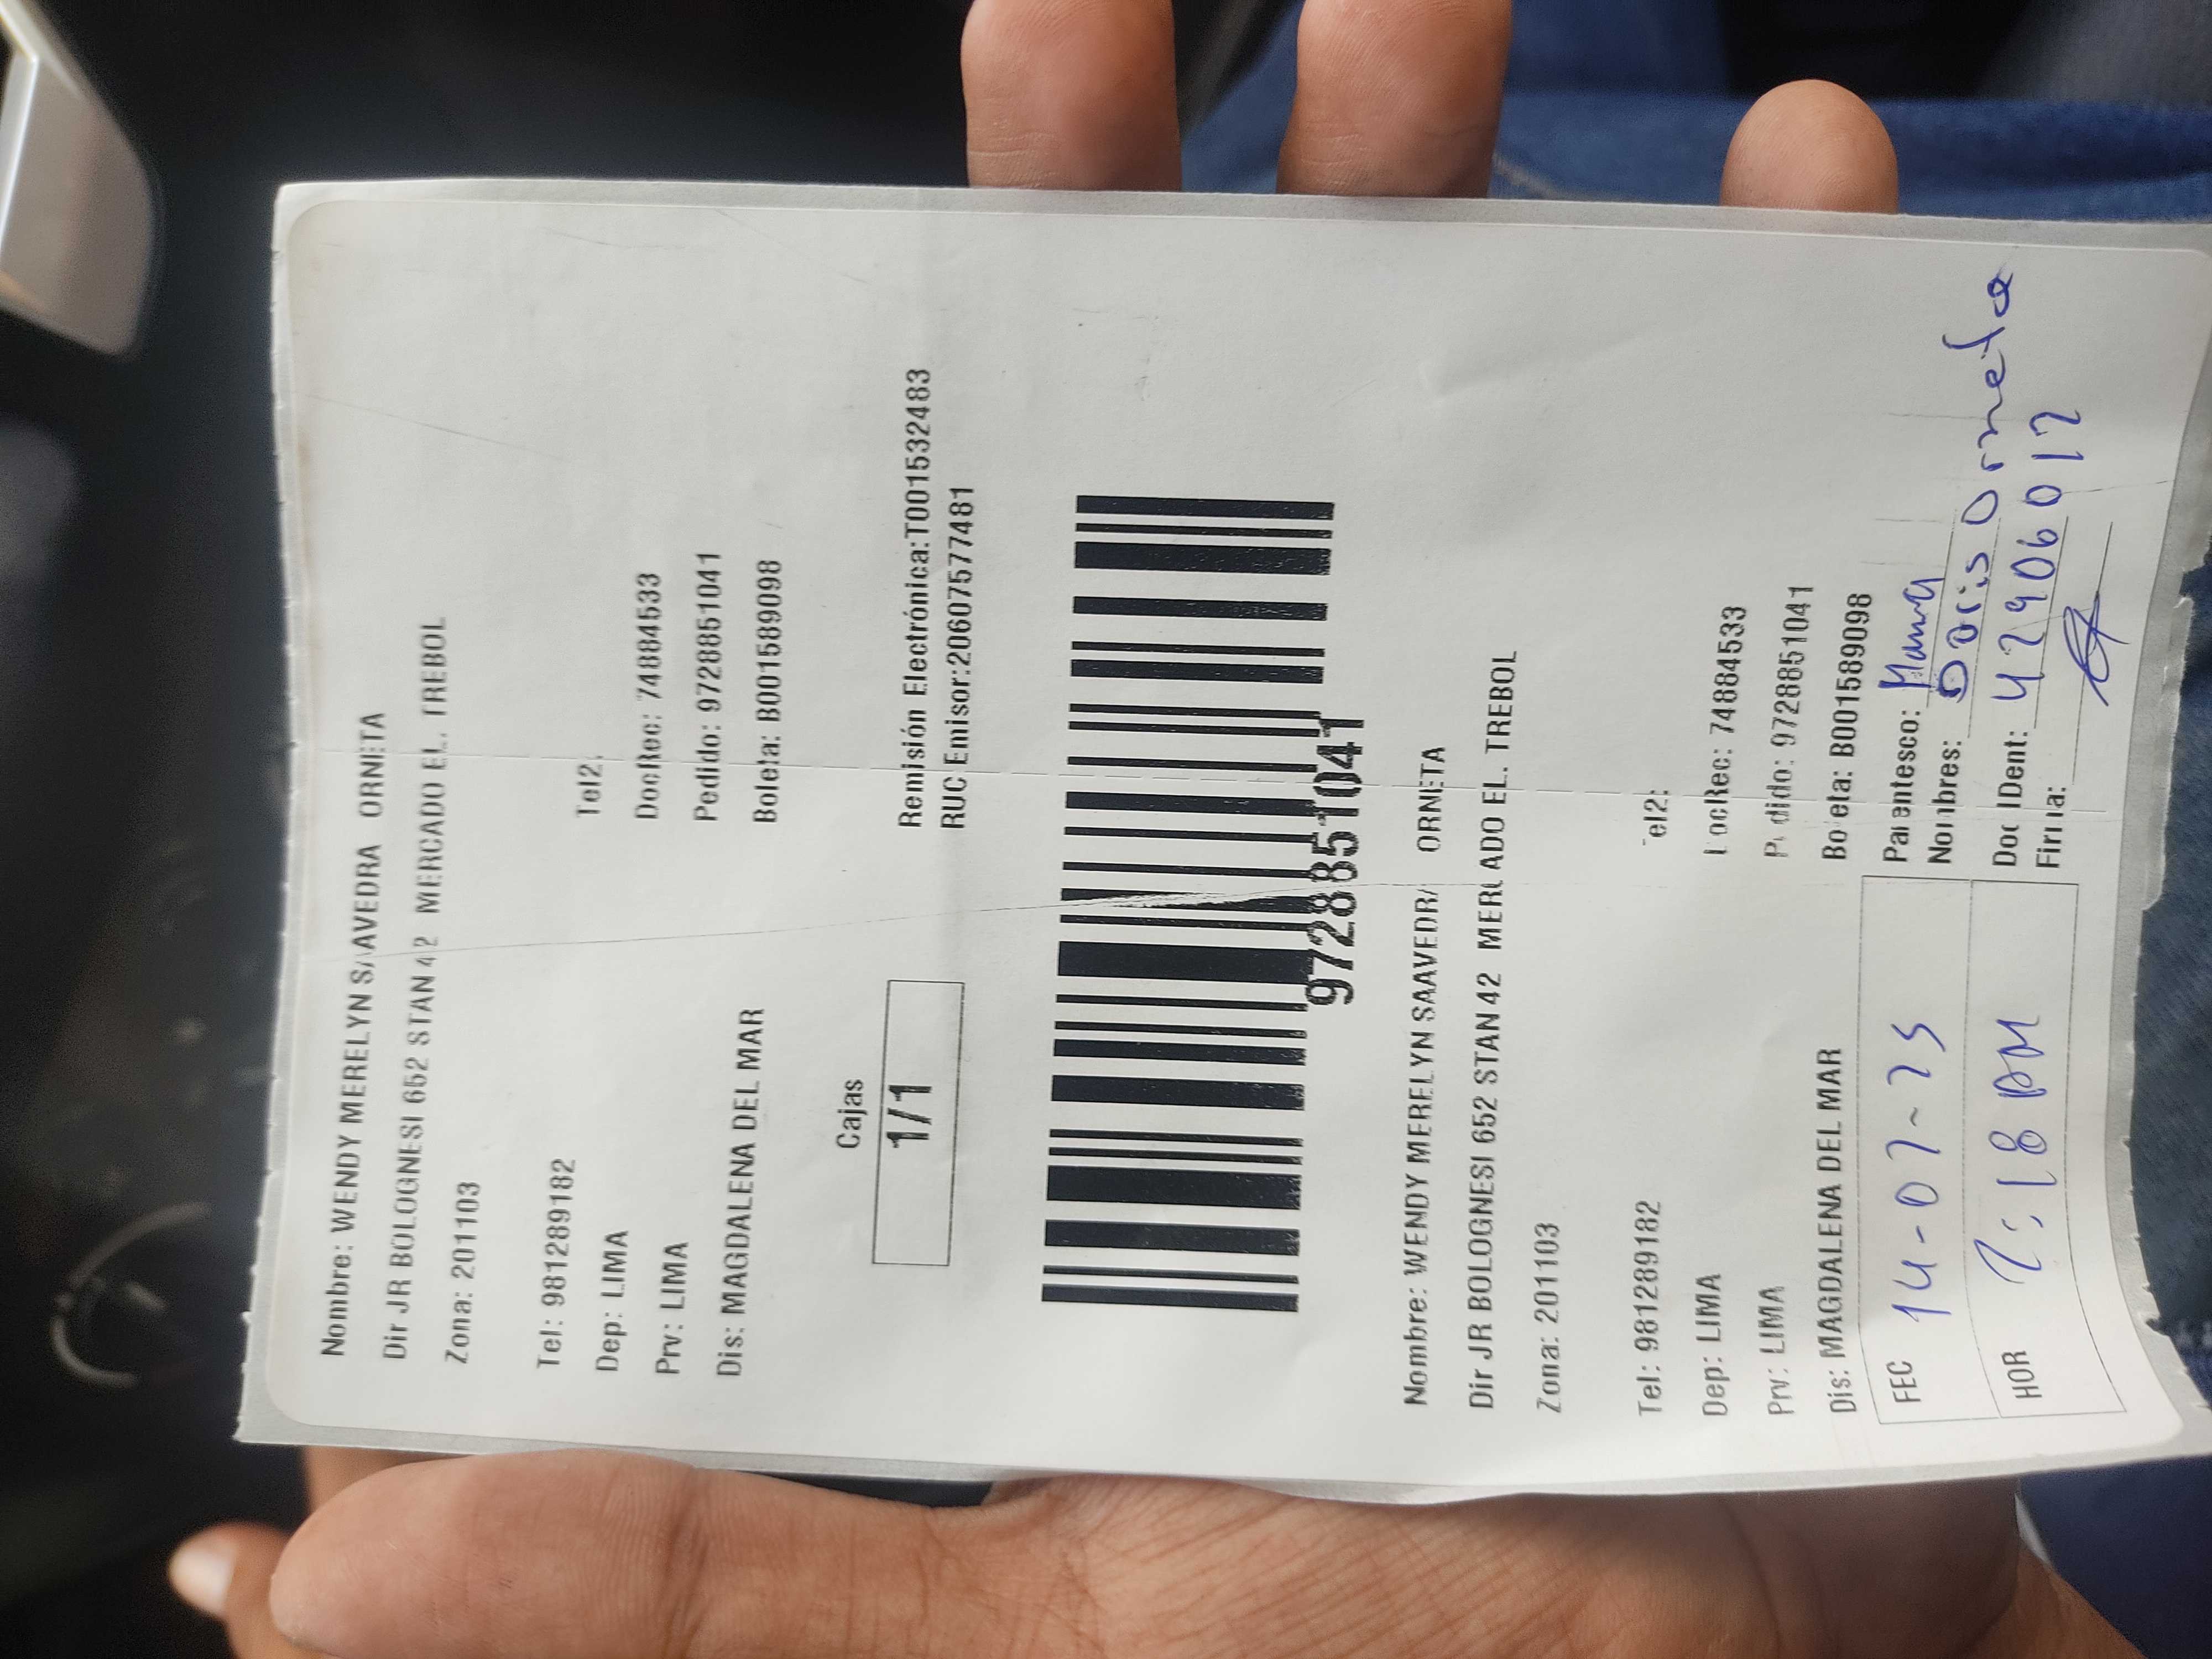 Nombre: WENDY MERELYN SAAVEDRA ORNETA
Dir JR BOLOGNESI 652 STAN 42 MERCADO EL. TREBOL
Zona: 201103
Tel: 981289182 Tel2:
Dep: LIMA DocRec: 74884533
Prv: LIMA Pedido: 9728851041
Dis: MAGDALENA DEL MAR Boleta: B001589098
Cajas
1/1
Remisión Electrónica:T001532483
RUC Emisor:20607577481
9728851041
Nombre: WENDY MERELYN SAAVEDRA ORNETA
Dir JR BOLOGNESI 652 STAN 42 MERCADO EL. TREBOL
Zona: 201103
Tel: 981289182 Tel2:
Dep: LIMA DocRec: 74884533
Prv: LIMA Pedido: 9728851041
Dis: MAGDALENA DEL MAR Boleta: B001589098
FEC 14-07-25 Parentesco: Mama
Nombres: Doris Ormeta
HOR 2:18 PM Doc IDent: 42906012
Firma: